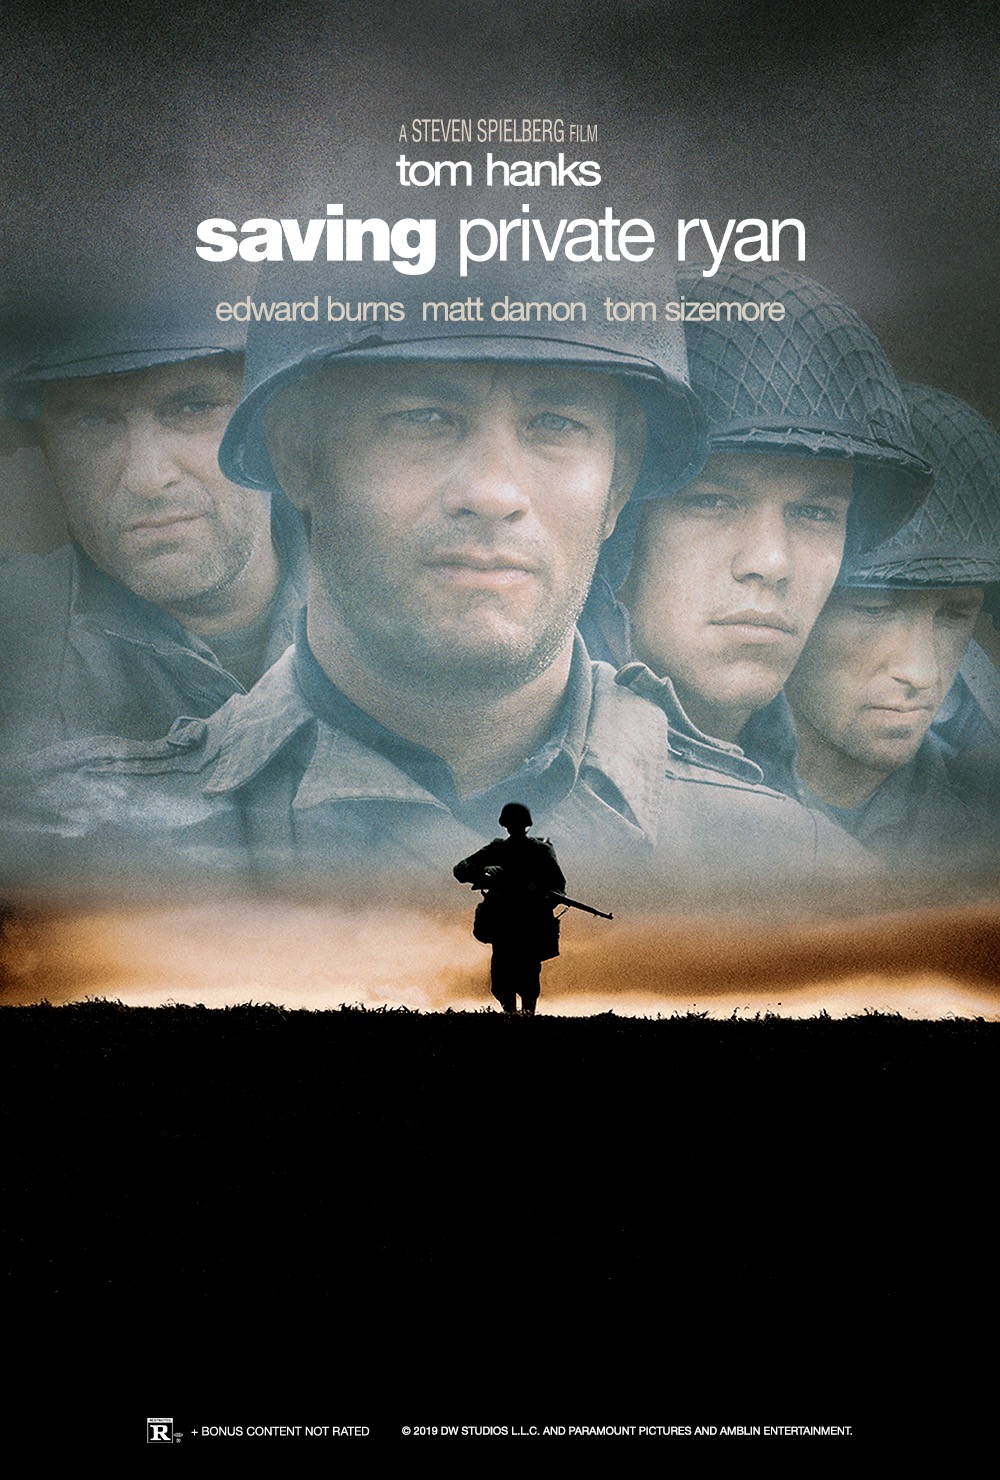 A STEVEN SPIELBERG FILM
tom hanks
saving private ryan
edward burns matt damon tom sizemore
RESTRICTED
R + BONUS CONTENT NOT RATED © 2019 DW STUDIOS L.L.C. AND PARAMOUNT PICTURES AND AMBLIN ENTERTAINMENT.